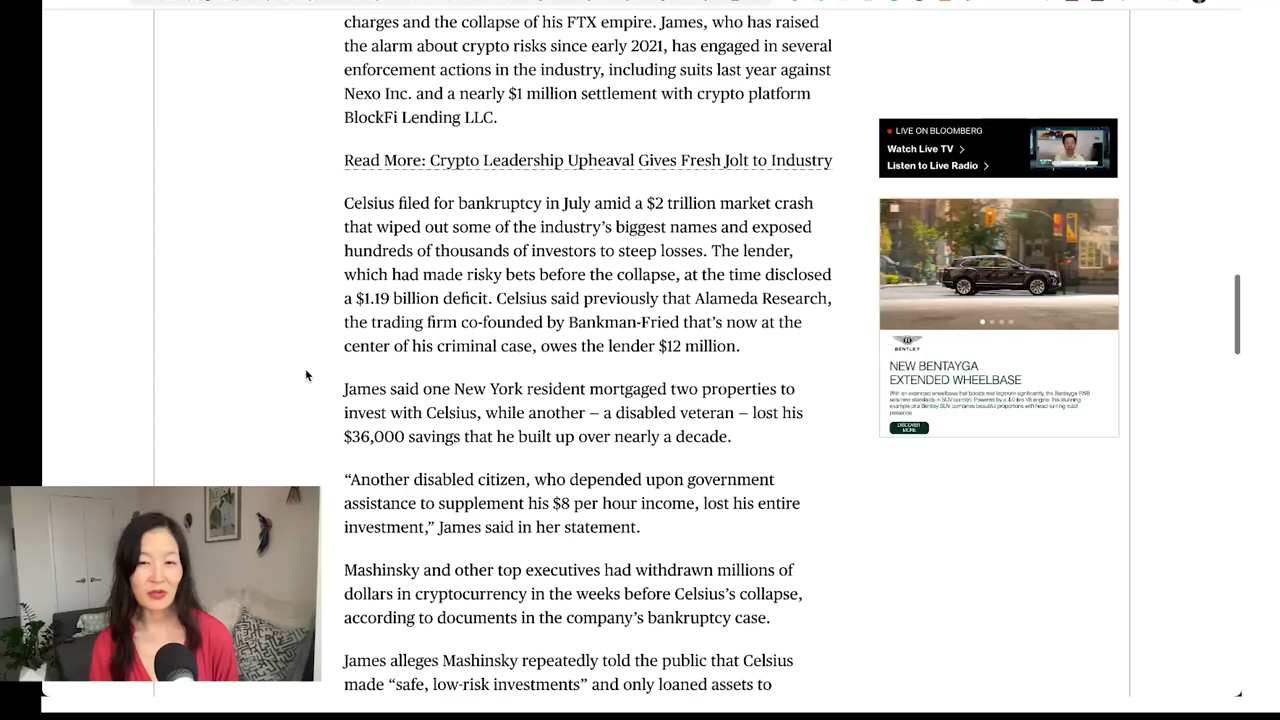 charges and the collapse of his FTX empire. James, who has raised
the alarm about crypto risks since early 2021, has engaged in several
enforcement actions in the industry, including suits last year against
Nexo Inc. and a nearly $1 million settlement with crypto platform
BlockFi Lending LLC.
Read More: Crypto Leadership Upheaval Gives Fresh Jolt to Industry
Celsius filed for bankruptcy in July amid a $2 trillion market crash
that wiped out some of the industry’s biggest names and exposed
hundreds of thousands of investors to steep losses. The lender,
which had made risky bets before the collapse, at the time disclosed
a $1.19 billion deficit. Celsius said previously that Alameda Research,
the trading firm co-founded by Bankman-Fried that’s now at the
center of his criminal case, owes the lender $12 million.
James said one New York resident mortgaged two properties to
invest with Celsius, while another – a disabled veteran – lost his
$36,000 savings that he built up over nearly a decade.
“Another disabled citizen, who depended upon government
assistance to supplement his $8 per hour income, lost his entire
investment,” James said in her statement.
Mashinsky and other top executives had withdrawn millions of
dollars in cryptocurrency in the weeks before Celsius’s collapse,
according to documents in the company’s bankruptcy case.
James alleges Mashinsky repeatedly told the public that Celsius
made “safe, low-risk investments” and only loaned assets to
LIVE ON BLOOMBERG
Watch Live TV
Listen to Live Radio
BENTLEY
NEW BENTAYGA
EXTENDED WHEELBASE
DISCOVER
MORE